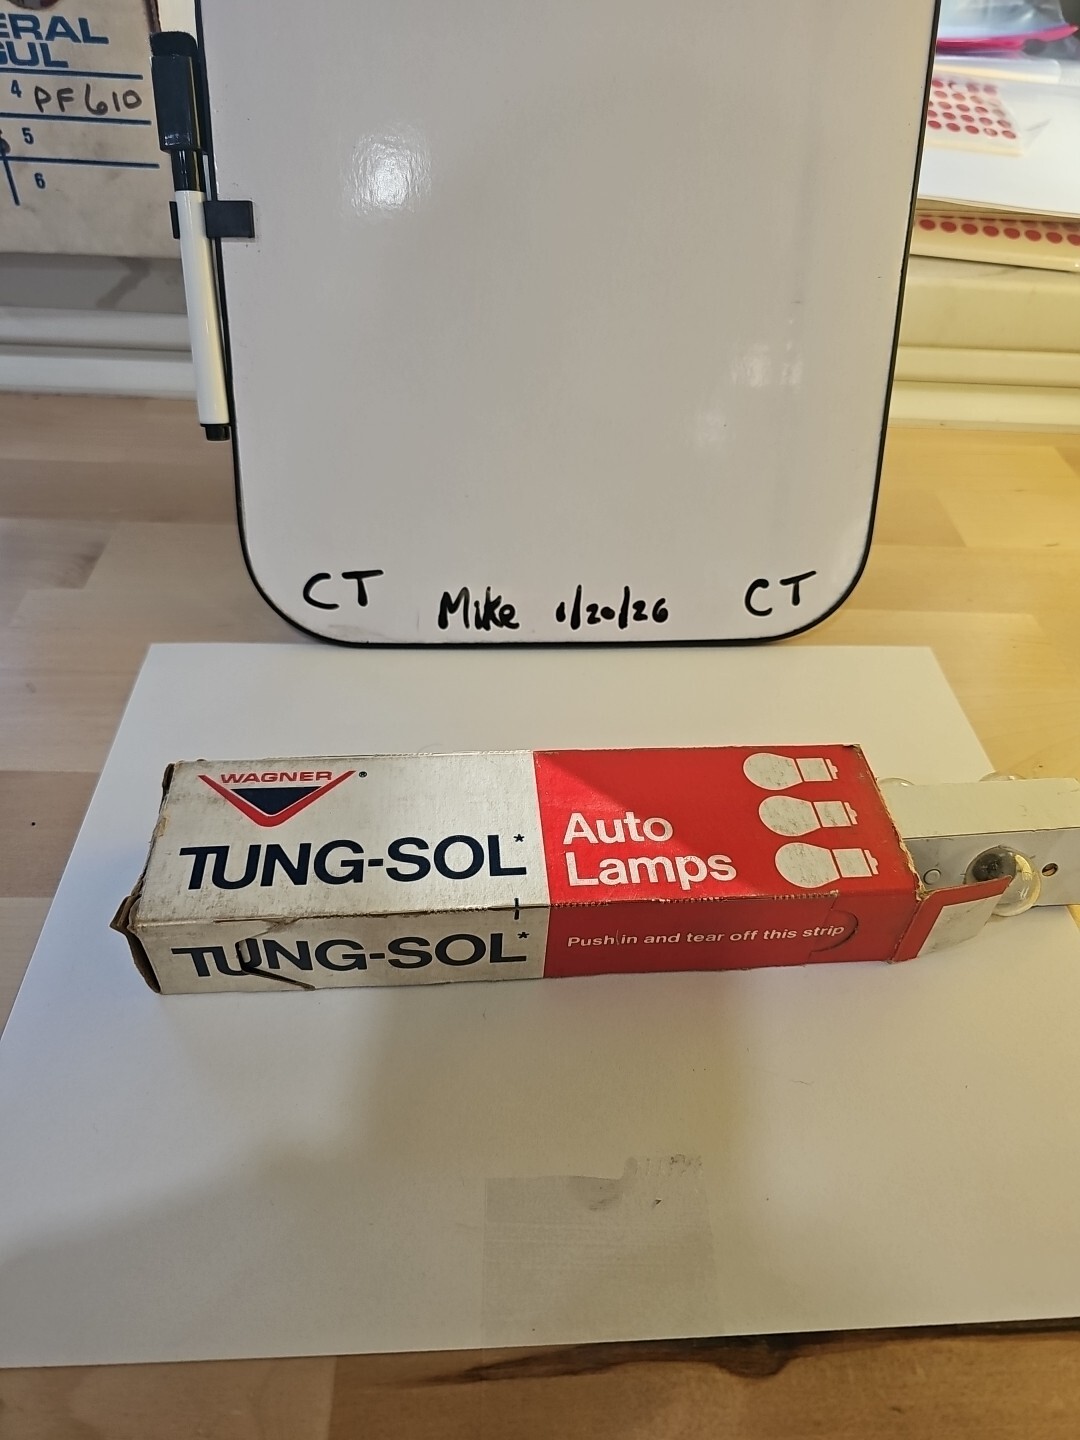 ERAL
GUL
4 PF610
5
6
CT Mike 1/20/26 CT
WAGNER ®
TUNG-SOL*
Auto
Lamps
TUNG-SOL*
Push in and tear off this strip